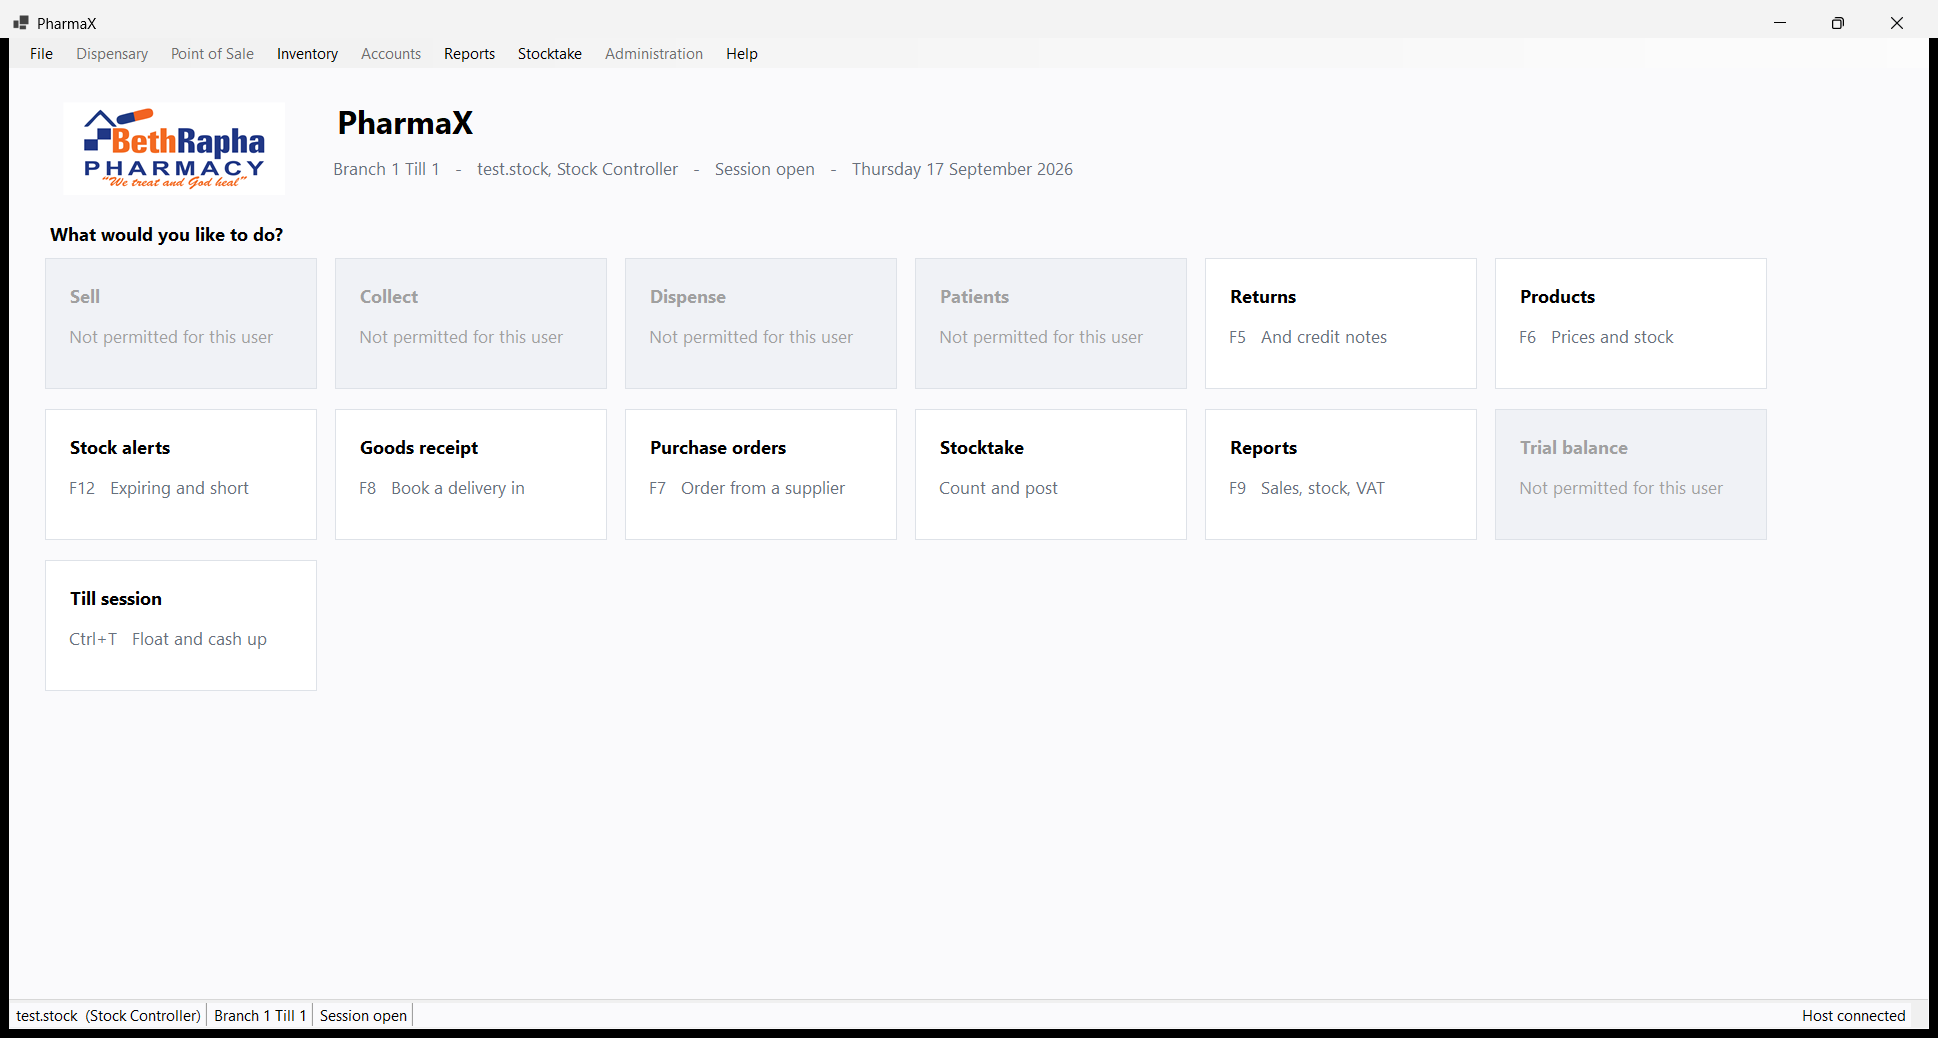 PharmaX
File Dispensary Point of Sale Inventory Accounts Reports Stocktake Administration Help
BethRapha
PHARMACY
"We treat and God heal"
PharmaX
Branch 1 Till 1 - test.stock, Stock Controller - Session open - Thursday 17 September 2026
What would you like to do?
Sell
Not permitted for this user
Collect
Not permitted for this user
Dispense
Not permitted for this user
Patients
Not permitted for this user
Returns
F5 And credit notes
Products
F6 Prices and stock
Stock alerts
F12 Expiring and short
Goods receipt
F8 Book a delivery in
Purchase orders
F7 Order from a supplier
Stocktake
Count and post
Reports
F9 Sales, stock, VAT
Trial balance
Not permitted for this user
Till session
Ctrl+T Float and cash up
test.stock (Stock Controller) Branch 1 Till 1 Session open Host connected